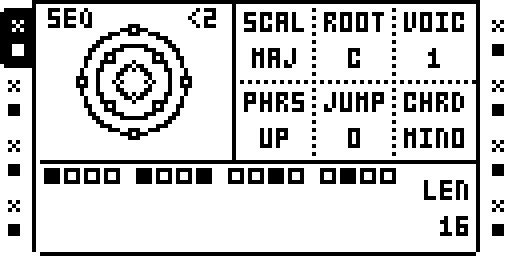 SEQ <2 SCAL ROOT VOIC
MAJ C 1
PHRS JUMP CHRD
UP 0 MINO
LEN
16